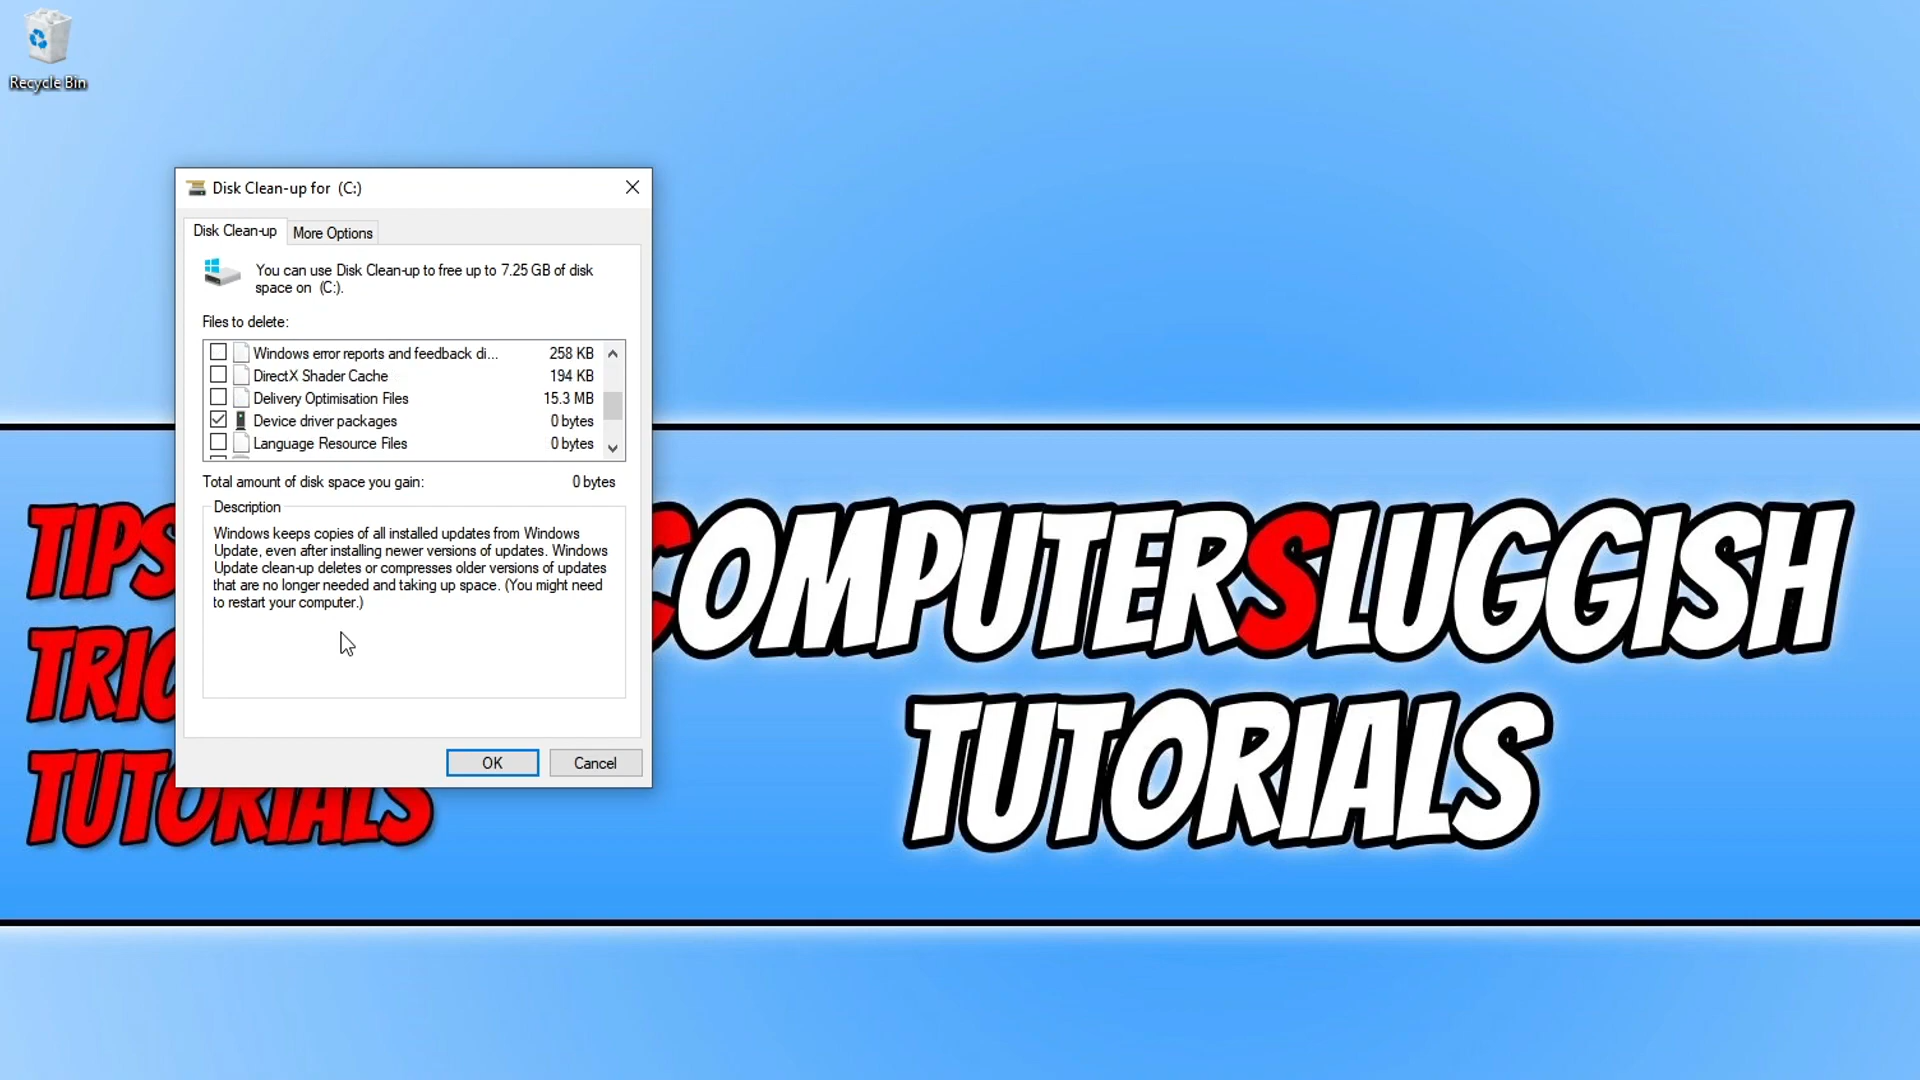 Recycle Bin
Disk Clean-up for (C:)
Disk Clean-up
More Options
You can use Disk Clean-up to free up to 7.25 GB of disk
space on (C:).
Files to delete:
Windows error reports and feedback di... 258 KB
DirectX Shader Cache 194 KB
Delivery Optimisation Files 15.3 MB
Device driver packages 0 bytes
Language Resource Files 0 bytes
Total amount of disk space you gain: 0 bytes
Description
Windows keeps copies of all installed updates from Windows
Update, even after installing newer versions of updates. Windows
Update clean-up deletes or compresses older versions of updates
that are no longer needed and taking up space. (You might need
to restart your computer.)
OK
Cancel
TIPS
TRIC
TUTORIALS
COMPUTERSLUGGISH
TUTORIALS